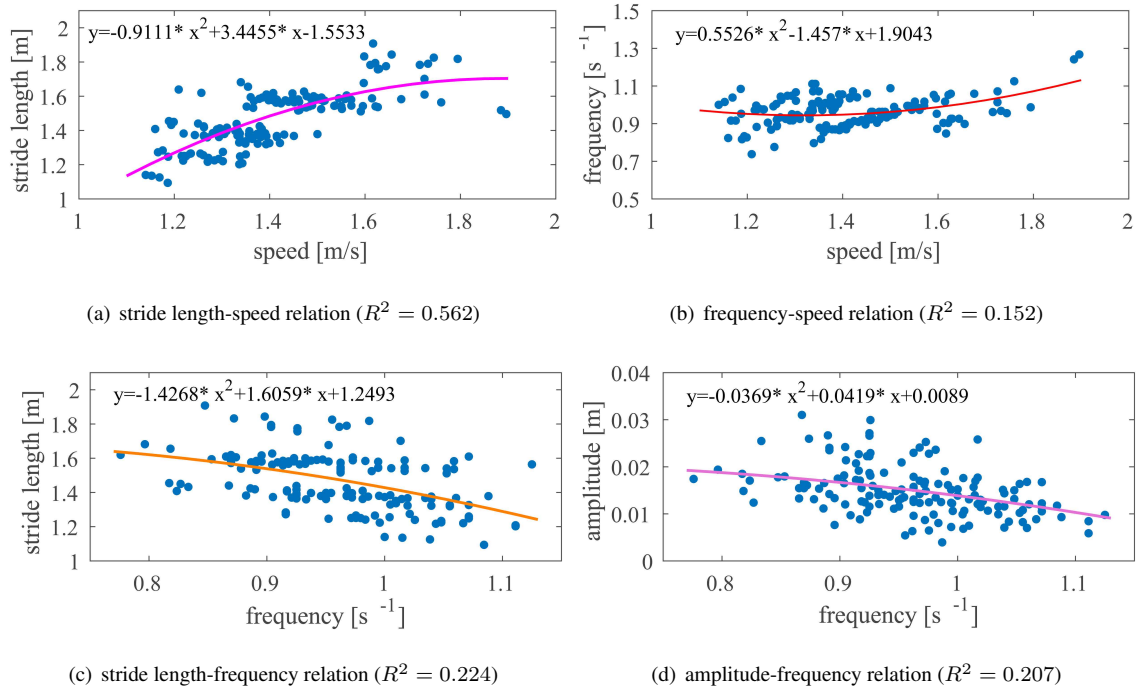 y=-0.9111* x²+3.4455* x-1.5533
2
1.8
1.6
1.4
1.2
1
stride length [m]
1 1.2 1.4 1.6 1.8 2
speed [m/s]
(a) stride length-speed relation (R² = 0.562)
y=0.5526* x²-1.457* x+1.9043
1.5
1.3
1.1
0.9
0.7
0.5
frequency [s ⁻¹]
1 1.2 1.4 1.6 1.8 2
speed [m/s]
(b) frequency-speed relation (R² = 0.152)
y=-1.4268* x²+1.6059* x+1.2493
2
1.8
1.6
1.4
1.2
1
stride length [m]
0.8 0.9 1 1.1
frequency [s ⁻¹]
(c) stride length-frequency relation (R² = 0.224)
y=-0.0369* x²+0.0419* x+0.0089
0.04
0.03
0.02
0.01
0
amplitude [m]
0.8 0.9 1 1.1
frequency [s ⁻¹]
(d) amplitude-frequency relation (R² = 0.207)